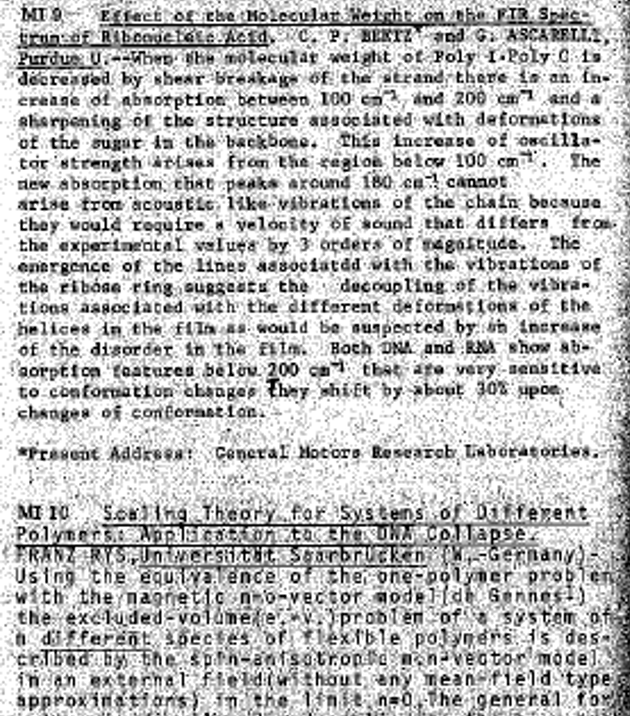 MI 9 Effect of the Molecular Weight on the FIR Spec-
trum of Ribonucleic Acid. C. P. BEETZ* and G. ASCARELLI,
Purdue U.--When the molecular weight of Poly I·Poly C is
decreased by shear breakage of the strand there is an in-
crease of absorption between 100 cm⁻¹ and 200 cm⁻¹ and a
sharpening of the structure associated with deformations
of the sugar in the backbone. This increase of oscilla-
tor strength arises from the region below 100 cm⁻¹. The
new absorption that peaks around 180 cm⁻¹ cannot
arise from acoustic like vibrations of the chain because
they would require a velocity of sound that differs from
the experimental values by 3 orders of magnitude. The
emergence of the lines associatdd with the vibrations of
the ribose ring suggests the decoupling of the vibra-
tions associated with the different deformations of the
helices in the film as would be suspected by an increase
of the disorder in the film. Both DNA and RNA show ab-
sorption features below 200 cm⁻¹ that are very sensitive
to conformation changes They shift by about 30% upon
changes of conformation.
*Present Address: General Motors Research Laboratories.
MI 10 Scaling Theory for Systems of Different
Polymers: Application to the DNA Collapse.
FRANZ RYS, Universität Saarbrücken (W.-Germany)-
Using the equivalence of the one-polymer problem
with the magnetic n=o-vector model(de Gennes)
the excluded-volume(e.-v.)problem of a system of
m different species of flexible polymers is des-
cribed by the spin-anisotropic m·n-vector model
in an external field(without any mean-field type
approximations) in the limit n=0.The general for